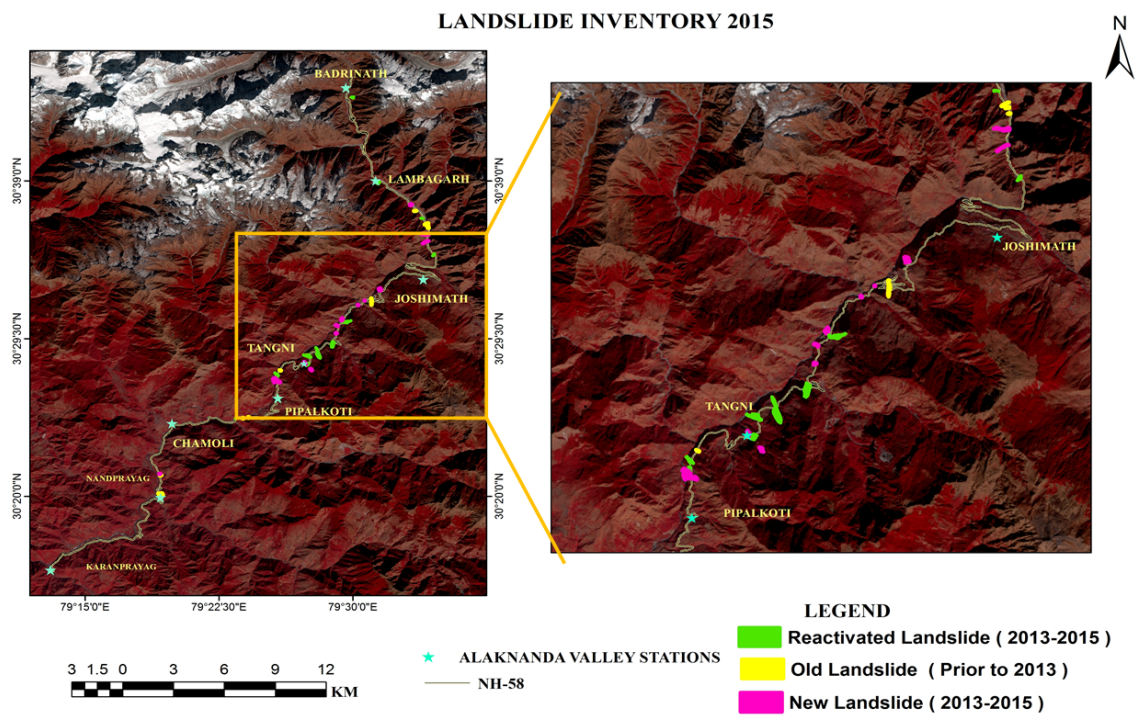 LANDSLIDE INVENTORY 2015
N
BADRINATH
LAMBAGARH
JOSHIMATH
TANGNI
PIPALKOTI
CHAMOLI
NANDPRAYAG
KARANPRAYAG
30°39'0"N
30°29'30"N
30°20'0"N
30°39'0"N
30°29'30"N
30°20'0"N
79°15'0"E
79°22'30"E
79°30'0"E
JOSHIMATH
TANGNI
PIPALKOTI
3 1.5 0 3 6 9 12
KM
ALAKNANDA VALLEY STATIONS
NH-58
LEGEND
Reactivated Landslide ( 2013-2015 )
Old Landslide ( Prior to 2013 )
New Landslide ( 2013-2015 )